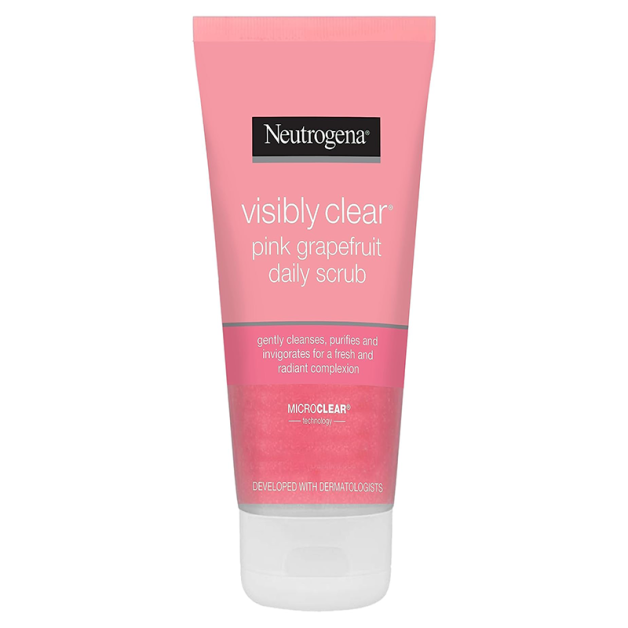 Neutrogena®
visibly clear®
pink grapefruit
daily scrub
gently cleanses, purifies and
invigorates for a fresh and
radiant complexion
MICROCLEAR®
technology
DEVELOPED WITH DERMATOLOGISTS